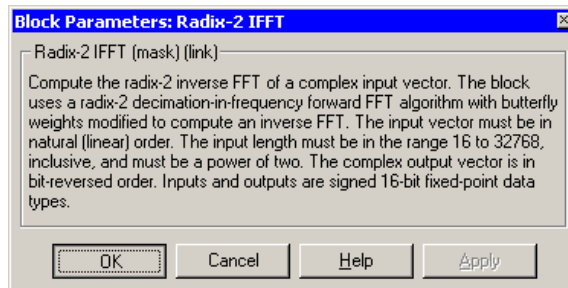 Block Parameters: Radix-2 IFFT
Radix-2 IFFT (mask) (link)
Compute the radix-2 inverse FFT of a complex input vector. The block
uses a radix-2 decimation-in-frequency forward FFT algorithm with butterfly
weights modified to compute an inverse FFT. The input vector must be in
natural (linear) order. The input length must be in the range 16 to 32768,
inclusive, and must be a power of two. The complex output vector is in
bit-reversed order. Inputs and outputs are signed 16-bit fixed-point data
types.
OK Cancel Help Apply